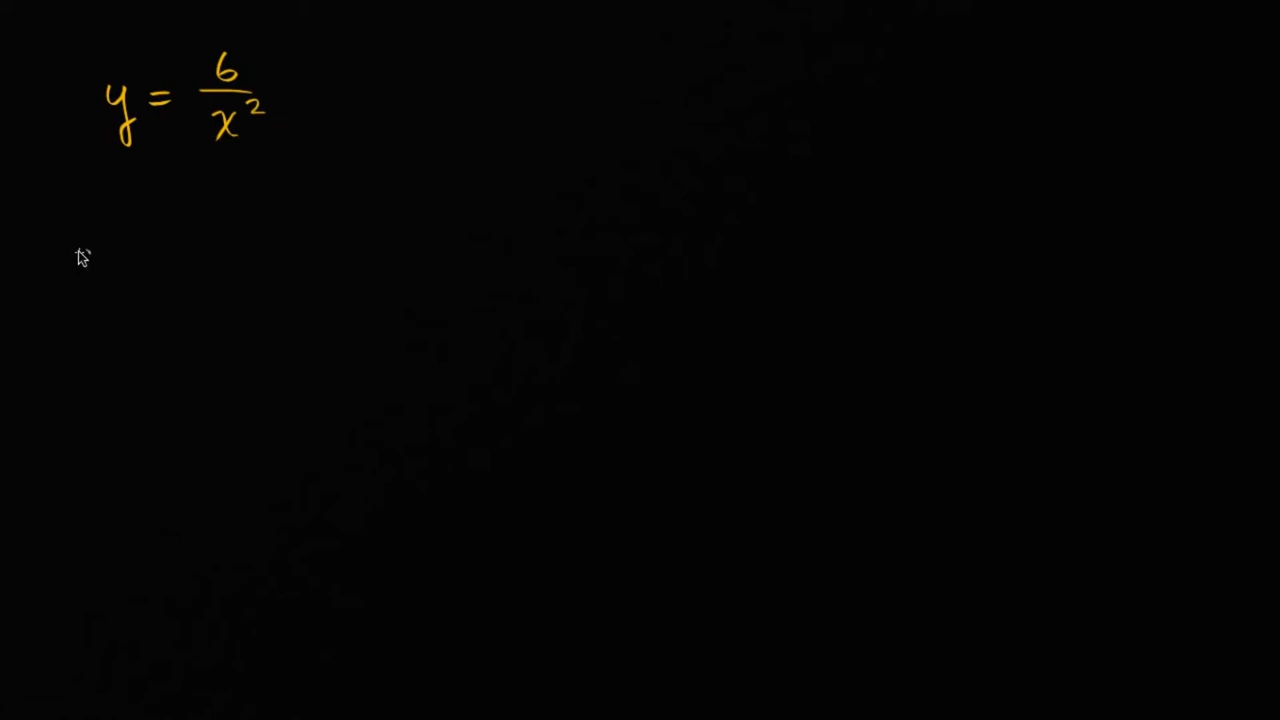 y = 6/x²